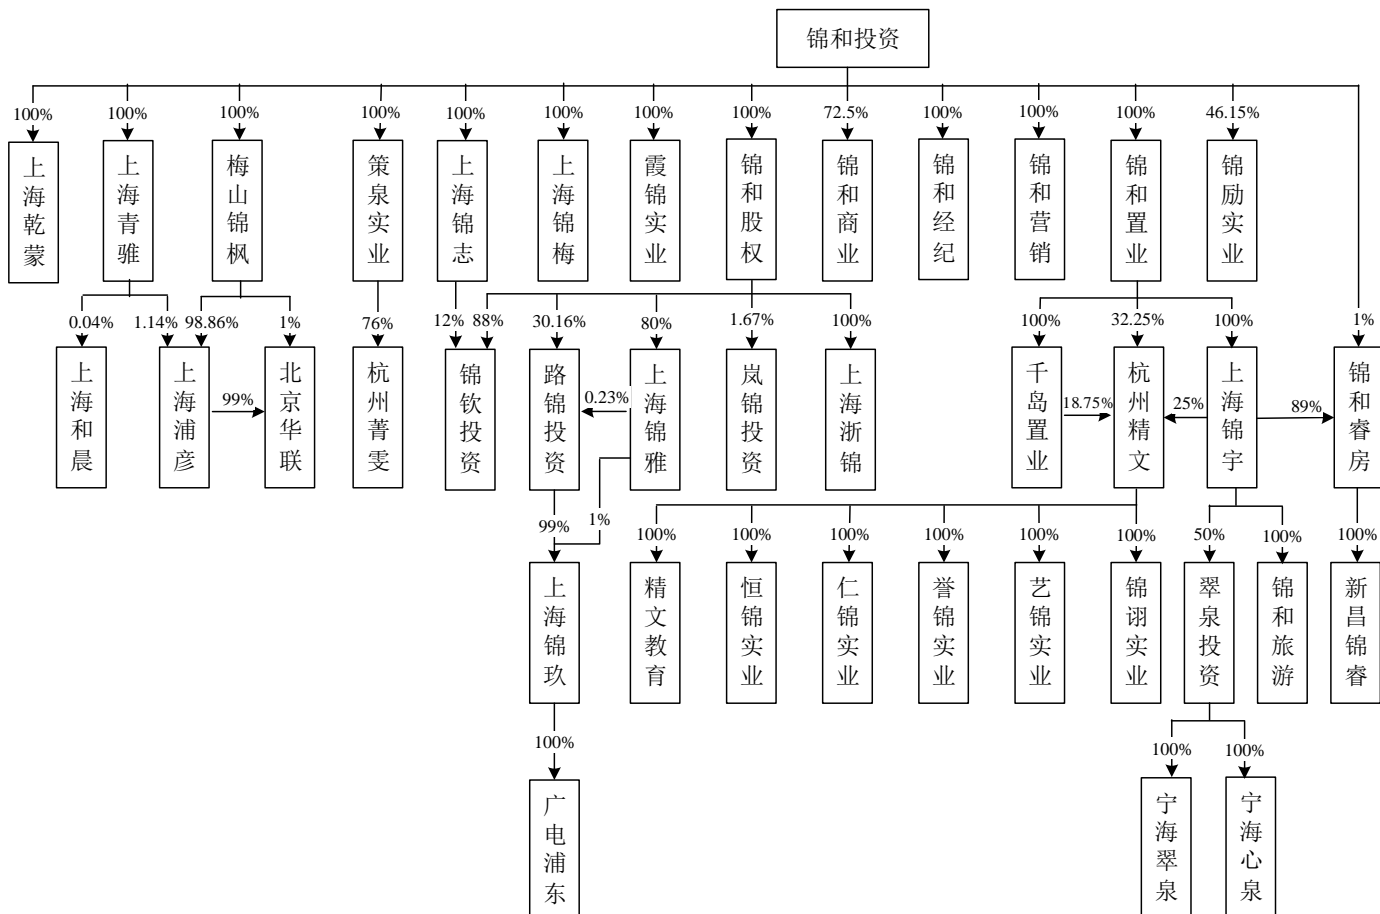 锦和投资
100%
100%
100%
100%
100%
100%
100%
100%
72.5%
100%
100%
100%
46.15%
上海乾蒙
上海青骓
梅山锦枫
策泉实业
上海锦志
上海锦梅
霞锦实业
锦和股权
锦和商业
锦和经纪
锦和营销
锦和置业
锦励实业
0.04%
1.14%
98.86%
1%
76%
12%
88%
30.16%
80%
1.67%
100%
100%
32.25%
100%
1%
上海和晨
上海浦彦
99%
北京华联
杭州菁雯
锦钦投资
路锦投资
0.23%
上海锦雅
岚锦投资
上海浙锦
千岛置业
18.75%
杭州精文
25%
上海锦宇
89%
锦和睿房
99%
1%
100%
100%
100%
100%
100%
100%
50%
100%
100%
上海锦玖
精文教育
恒锦实业
仁锦实业
誉锦实业
艺锦实业
锦诩实业
翠泉投资
锦和旅游
新昌锦睿
100%
100%
100%
广电浦东
宁海翠泉
宁海心泉